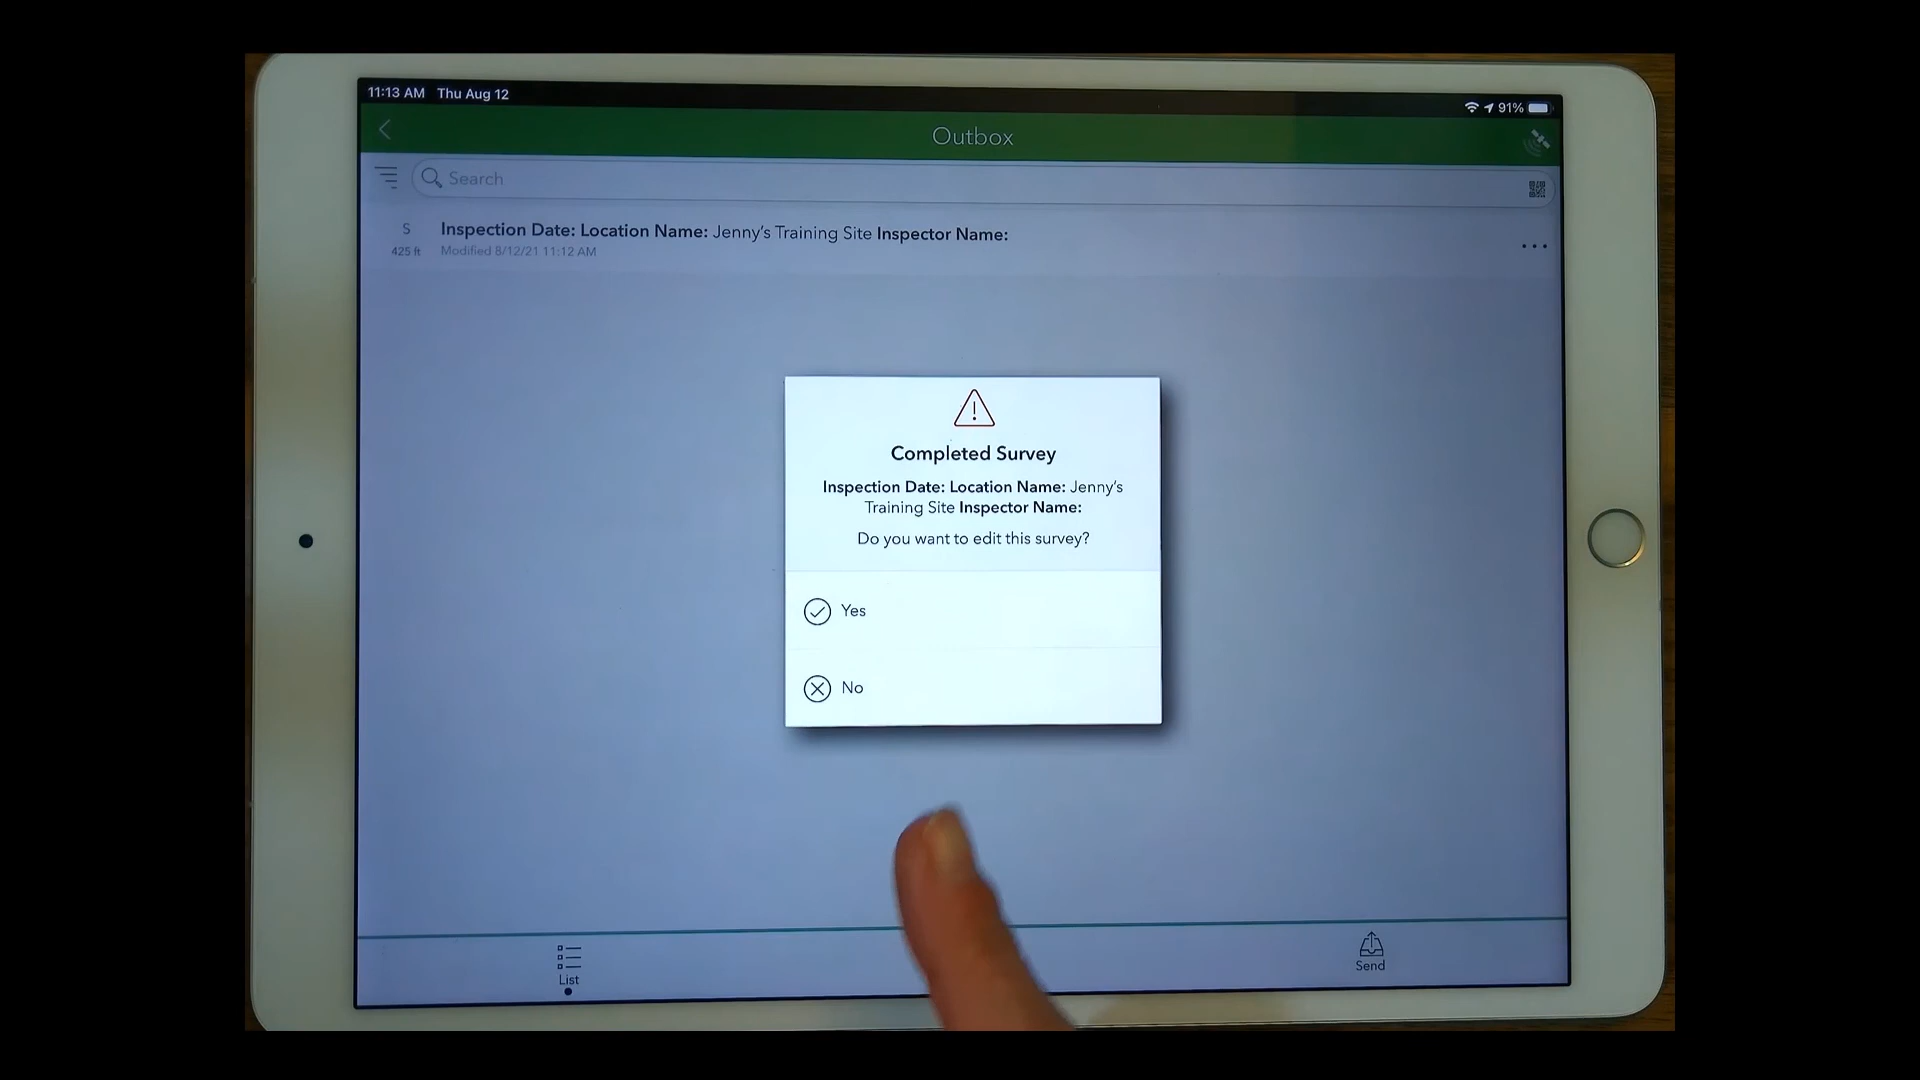 11:13 AM Thu Aug 12
91%
Outbox
Search
S
425 ft
Inspection Date: Location Name: Jenny's Training Site Inspector Name:
Modified 8/12/21 11:12 AM
Completed Survey
Inspection Date: Location Name: Jenny's
Training Site Inspector Name:
Do you want to edit this survey?
Yes
No
List
Send